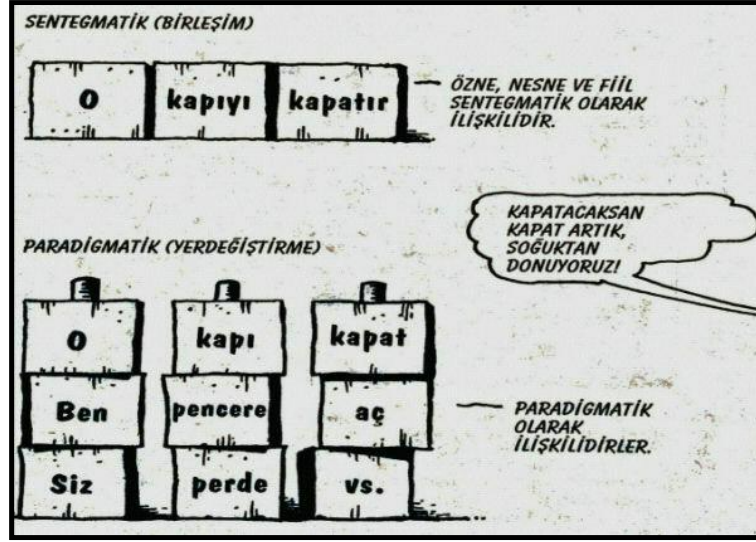 SENTEGMATİK (BİRLEŞİM)
O kapıyı kapatır
ÖZNE, NESNE VE FİİL
SENTEGMATİK OLARAK
İLİŞKİLİDİR.
KAPATACAKSAN
KAPAT ARTIK,
SOĞUKTAN
DONUYORUZ!
PARADİGMATİK (YERDEĞİŞTİRME)
O kapı kapat
Ben pencere aç
Siz perde vs.
PARADİGMATİK
OLARAK
İLİŞKİLİDİRLER.